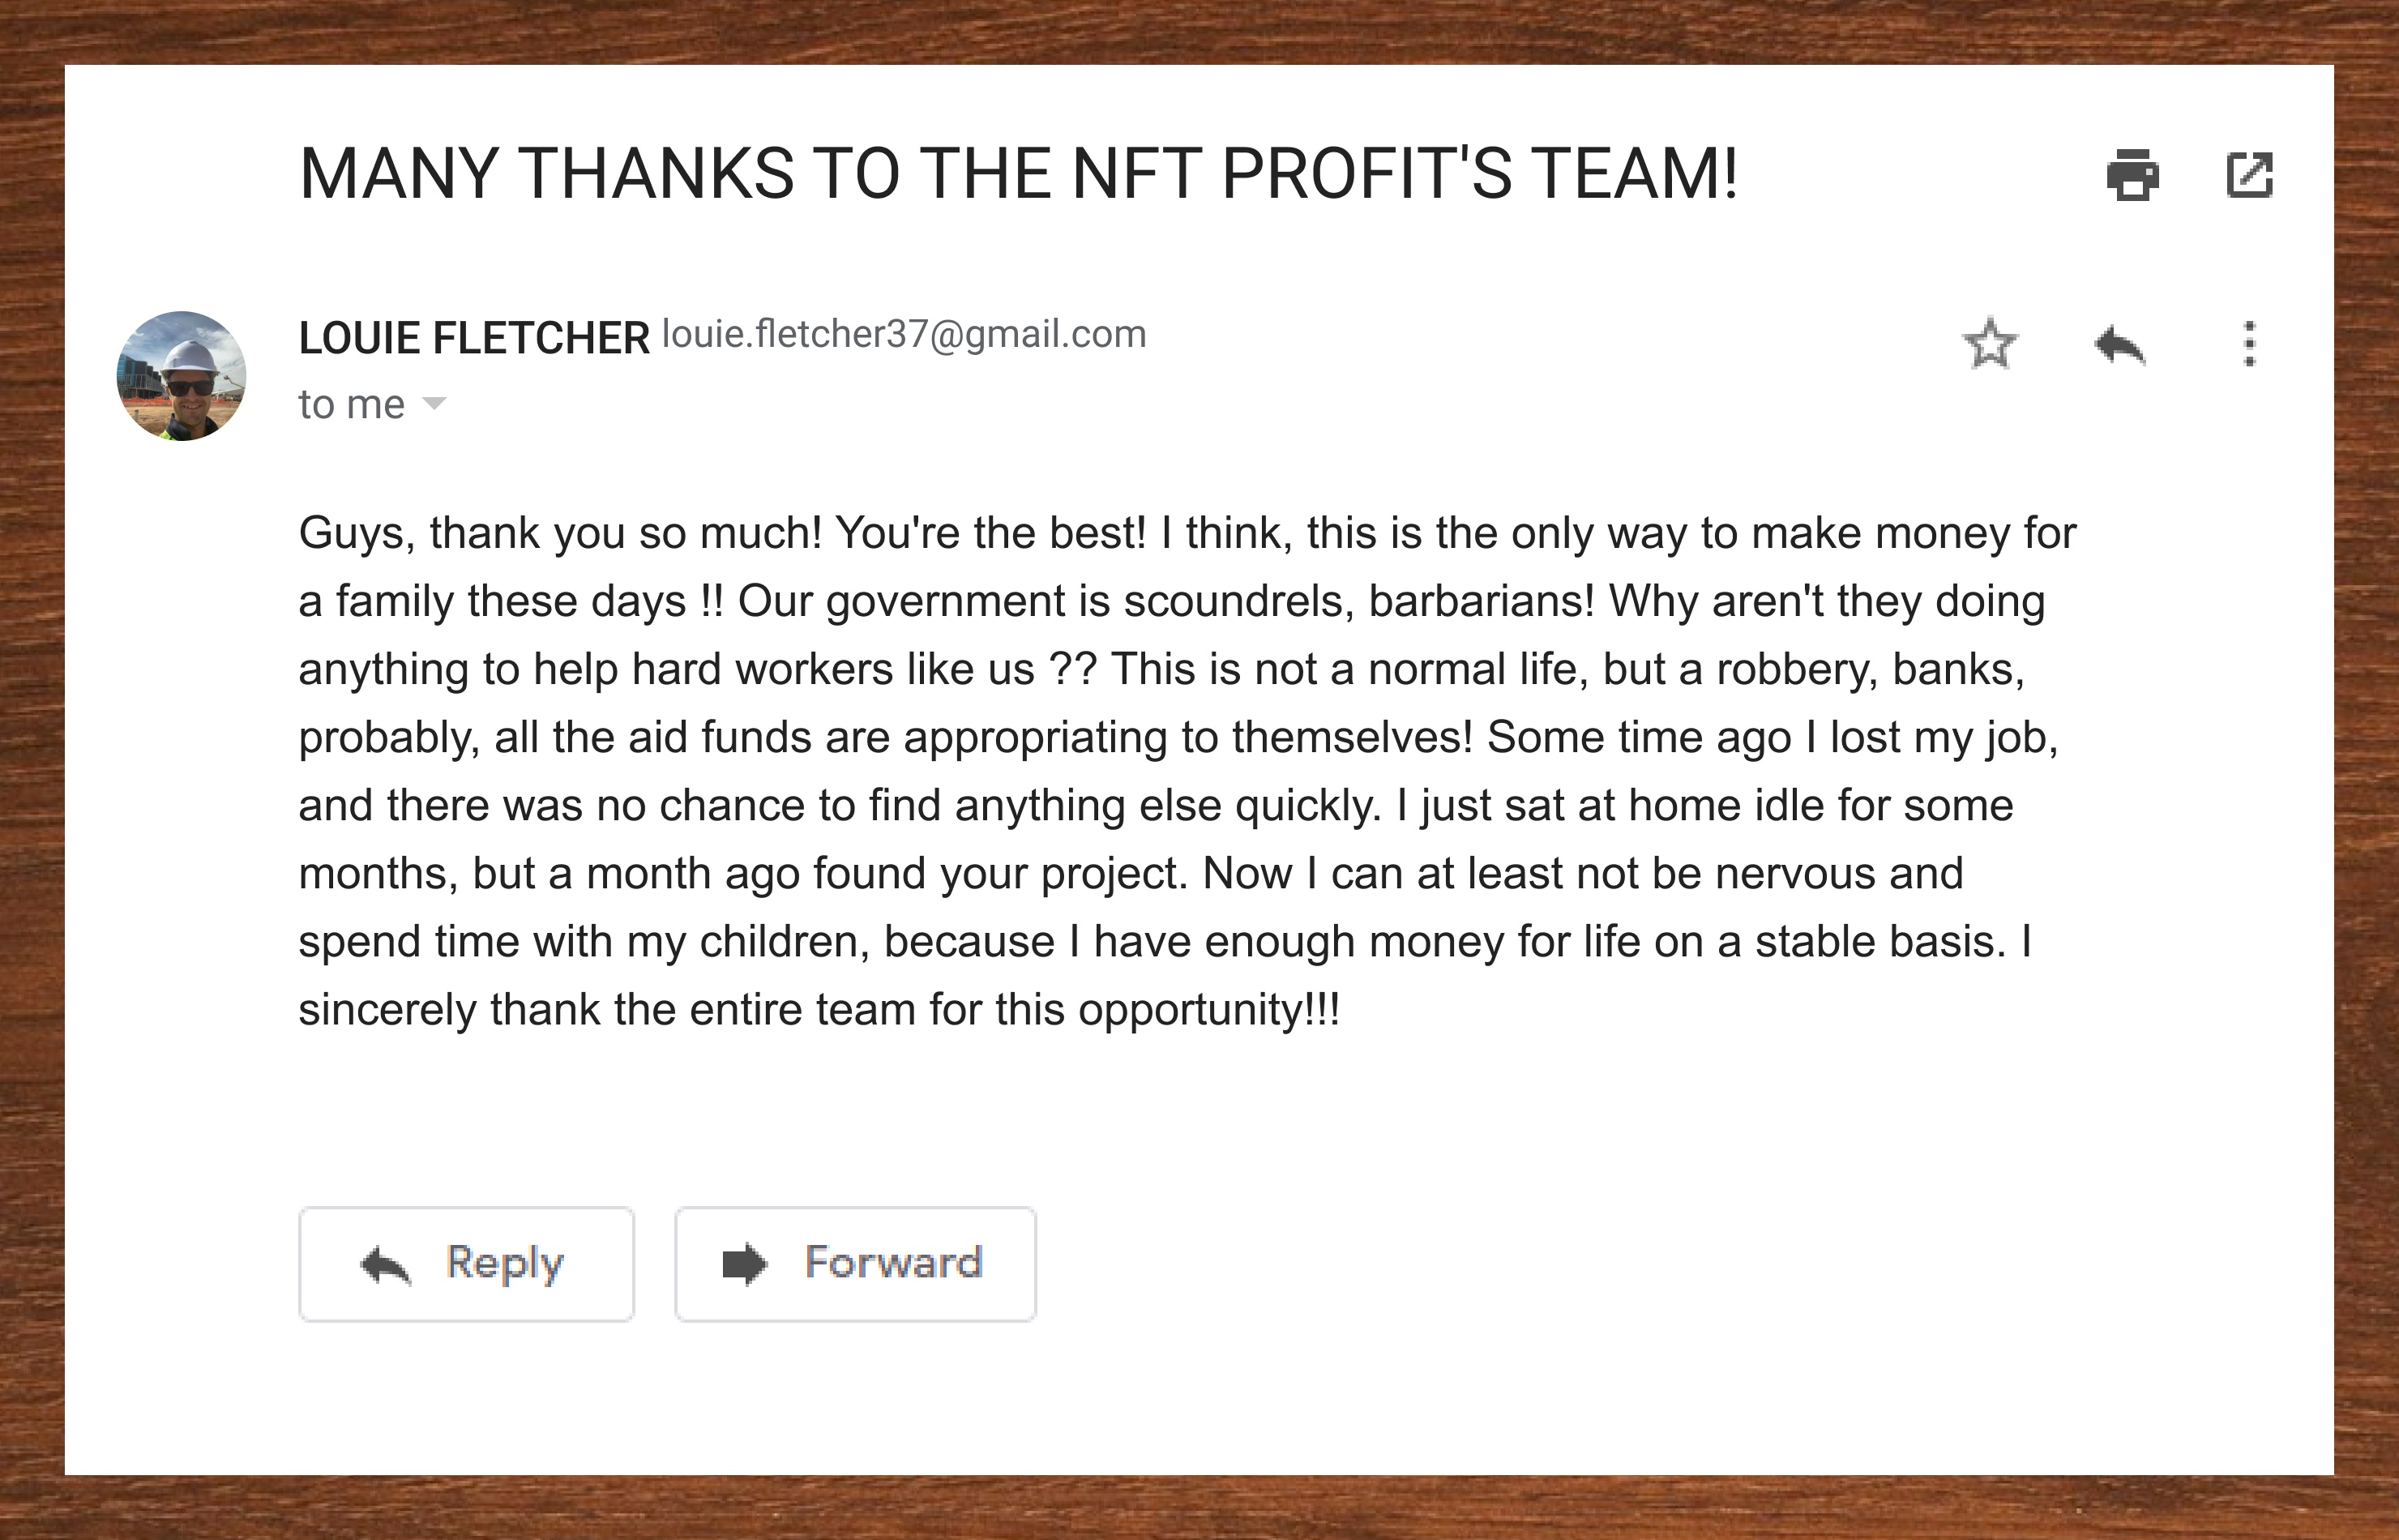 MANY THANKS TO THE NFT PROFIT'S TEAM!
LOUIE FLETCHER louie.fletcher37@gmail.com
to me
Guys, thank you so much! You're the best! I think, this is the only way to make money for
a family these days !! Our government is scoundrels, barbarians! Why aren't they doing
anything to help hard workers like us ?? This is not a normal life, but a robbery, banks,
probably, all the aid funds are appropriating to themselves! Some time ago I lost my job,
and there was no chance to find anything else quickly. I just sat at home idle for some
months, but a month ago found your project. Now I can at least not be nervous and
spend time with my children, because I have enough money for life on a stable basis. I
sincerely thank the entire team for this opportunity!!!
Reply
Forward